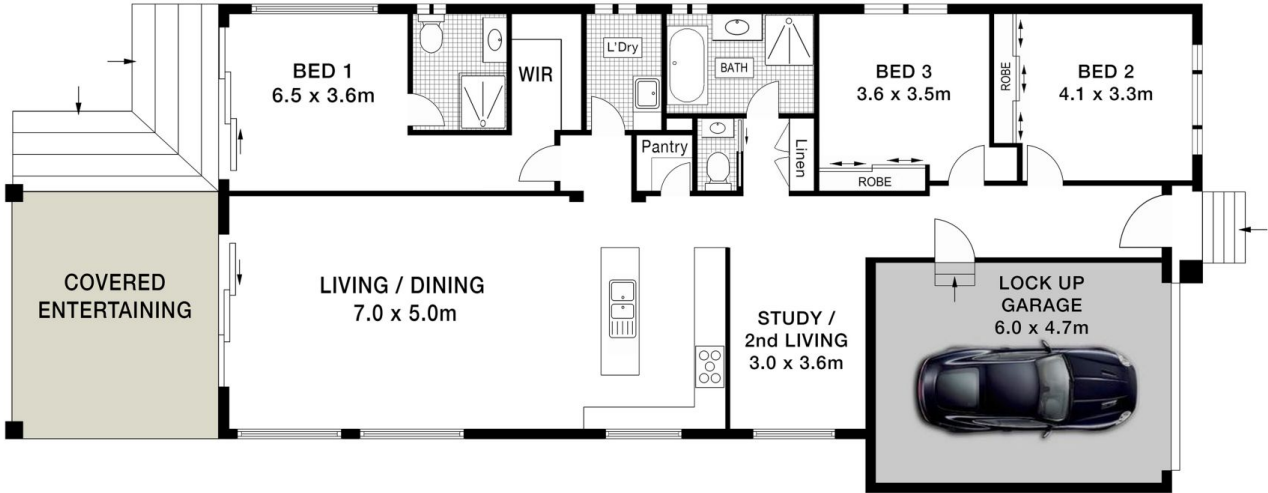 BED 1
6.5 x 3.6m
WIR
L'Dry
BATH
BED 3
3.6 x 3.5m
ROBE
BED 2
4.1 x 3.3m
Pantry
Linen
ROBE
COVERED
ENTERTAINING
LIVING / DINING
7.0 x 5.0m
STUDY /
2nd LIVING
3.0 x 3.6m
LOCK UP
GARAGE
6.0 x 4.7m